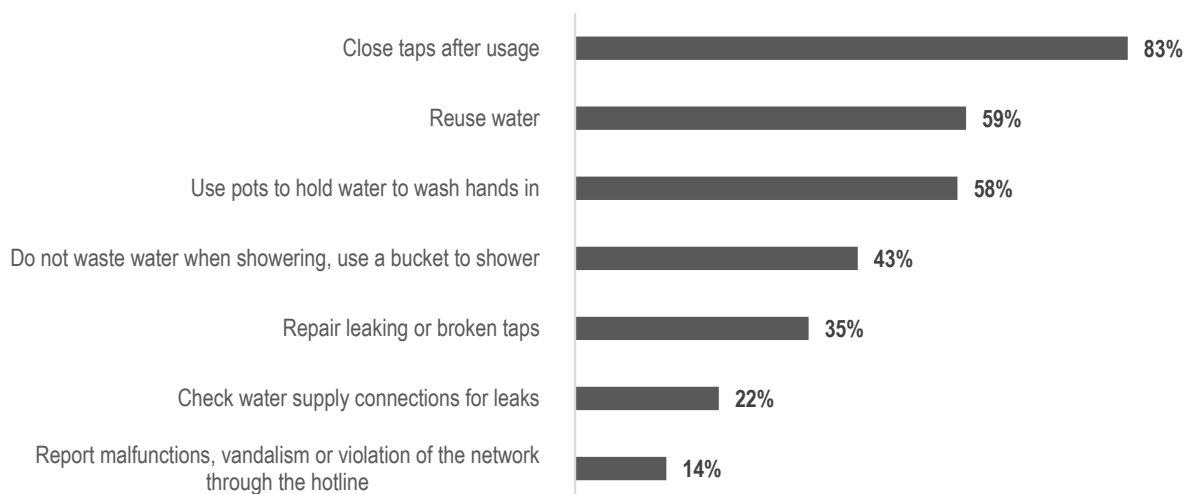 Close taps after usage 83%
Reuse water 59%
Use pots to hold water to wash hands in 58%
Do not waste water when showering, use a bucket to shower 43%
Repair leaking or broken taps 35%
Check water supply connections for leaks 22%
Report malfunctions, vandalism or violation of the network
through the hotline 14%